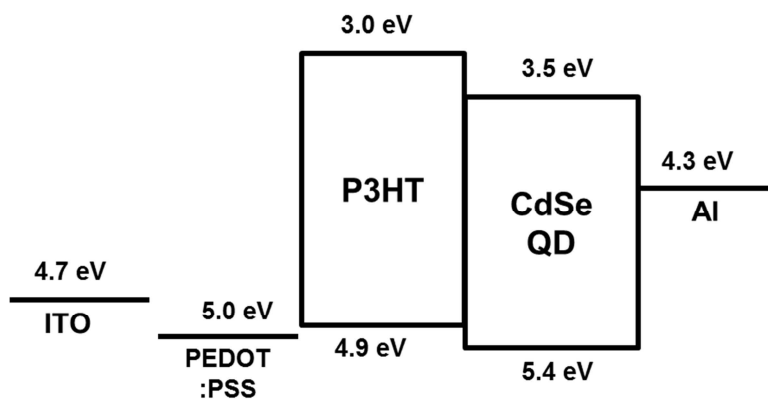 3.0 eV
3.5 eV
P3HT
4.3 eV
CdSe
QD
Al
4.7 eV
ITO
5.0 eV
PEDOT
:PSS
4.9 eV
5.4 eV